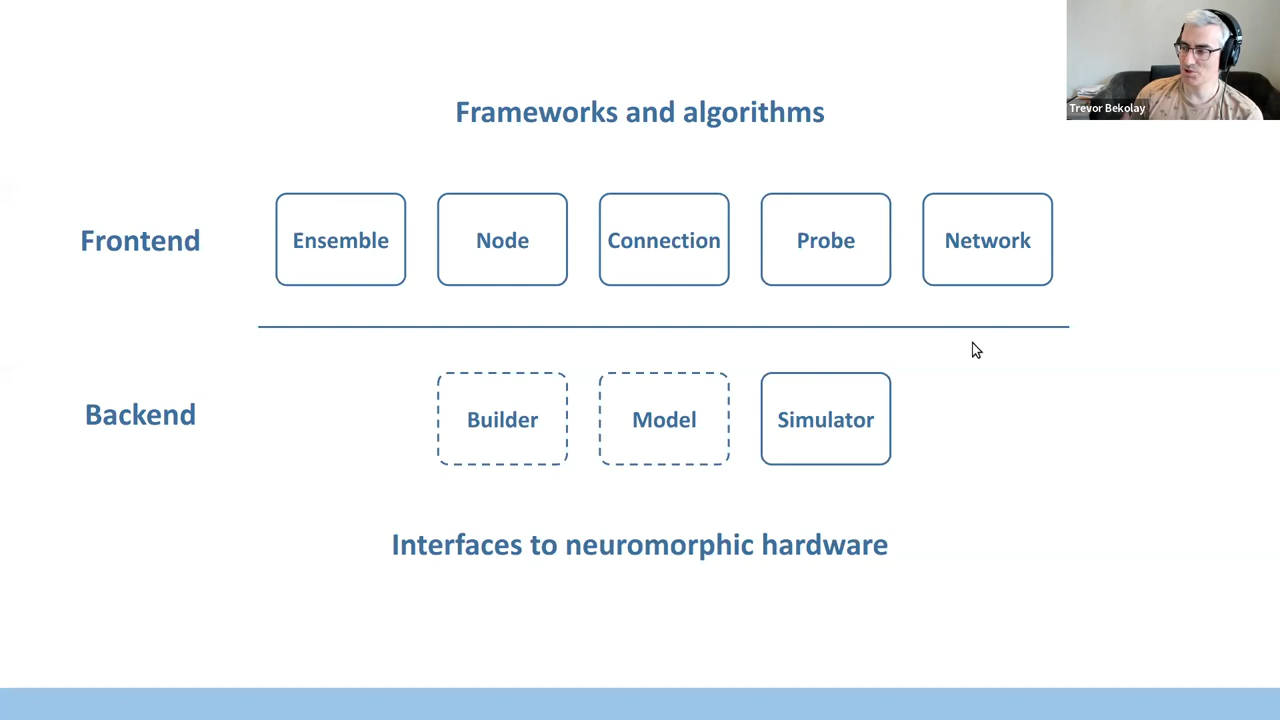 Trevor Bekolay
Frameworks and algorithms
Frontend
Ensemble
Node
Connection
Probe
Network
Backend
Builder
Model
Simulator
Interfaces to neuromorphic hardware